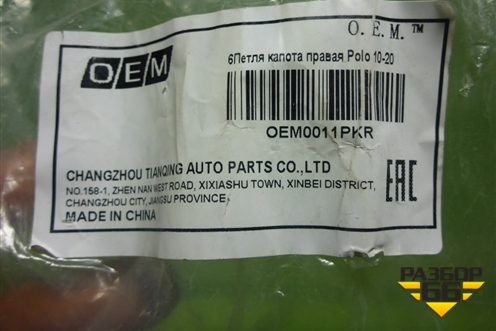 O. E. M. ™
OEM
6Петля капота правая Polo 10-20
OEM0011PKR
CHANGZHOU TIANQING AUTO PARTS CO.,LTD
NO.158-1, ZHEN NAN WEST ROAD, XIXIASHU TOWN, XINBEI DISTRICT,
CHANGZHOU CITY, JIANGSU PROVINCE
MADE IN CHINA
EAC
РАЗБОР
66